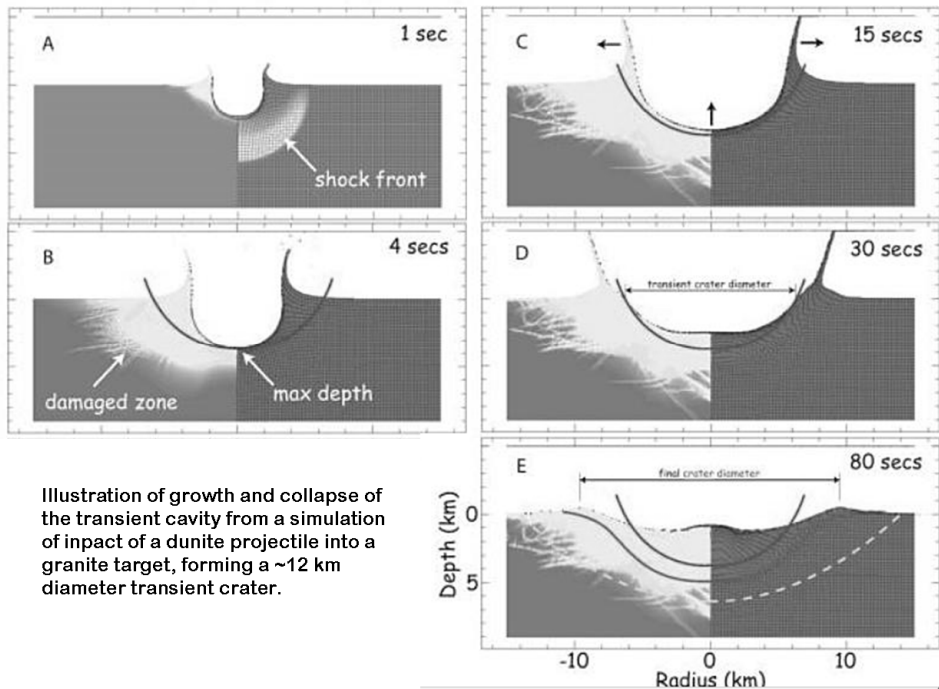 A
1 sec
shock front
B
4 secs
damaged zone
max depth
C
15 secs
D
30 secs
transient crater diameter
E
80 secs
final crater diameter
0
5
Depth (km)
-10
0
10
Radius (km)
Illustration of growth and collapse of
the transient cavity from a simulation
of inpact of a dunite projectile into a
granite target, forming a ~12 km
diameter transient crater.